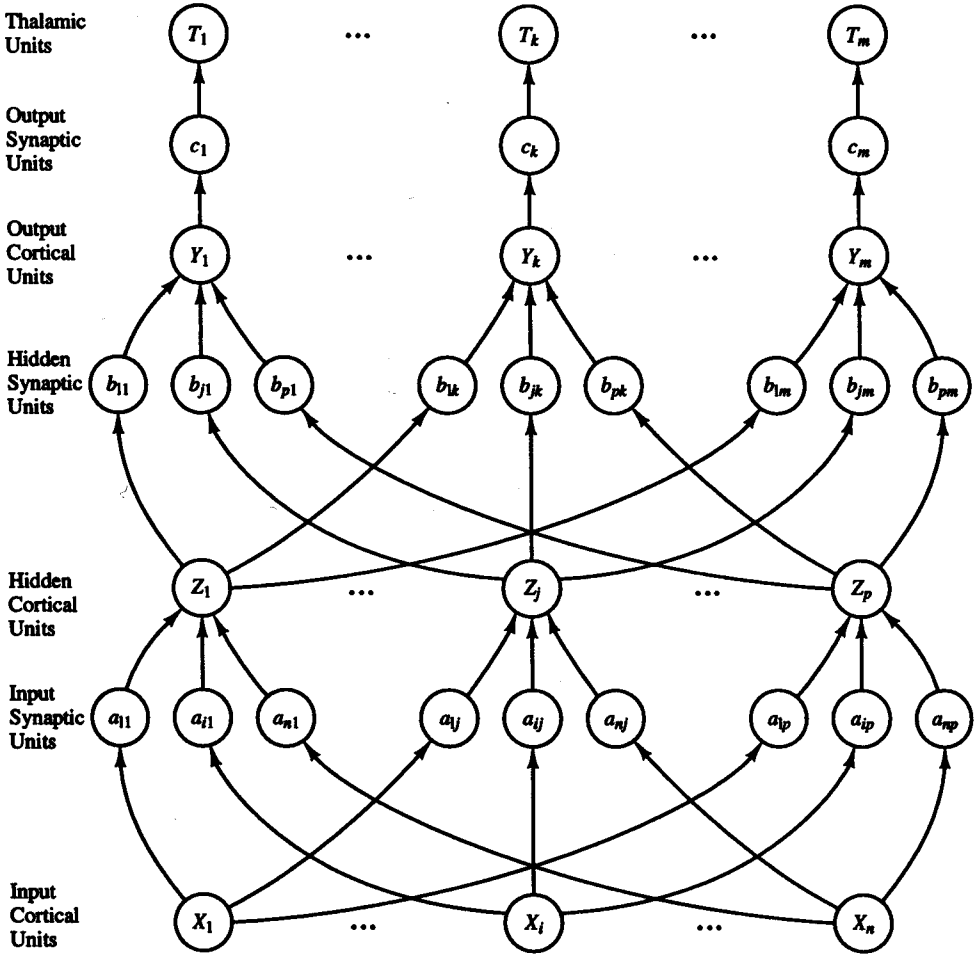 Thalamic
Units
T₁ ... Tₖ ... Tₘ
Output
Synaptic
Units
c₁ cₖ cₘ
Output
Cortical
Units
Y₁ ... Yₖ ... Yₘ
Hidden
Synaptic
Units
b₁₁ bⱼ₁ bₚ₁ b₁ₖ bⱼₖ bₚₖ b₁ₘ bⱼₘ bₚₘ
Hidden
Cortical
Units
Z₁ ... Zⱼ ... Zₚ
Input
Synaptic
Units
a₁₁ aᵢ₁ aₙ₁ a₁ⱼ aᵢⱼ aₙⱼ a₁ₚ aᵢₚ aₙₚ
Input
Cortical
Units
X₁ ... Xᵢ ... Xₙ